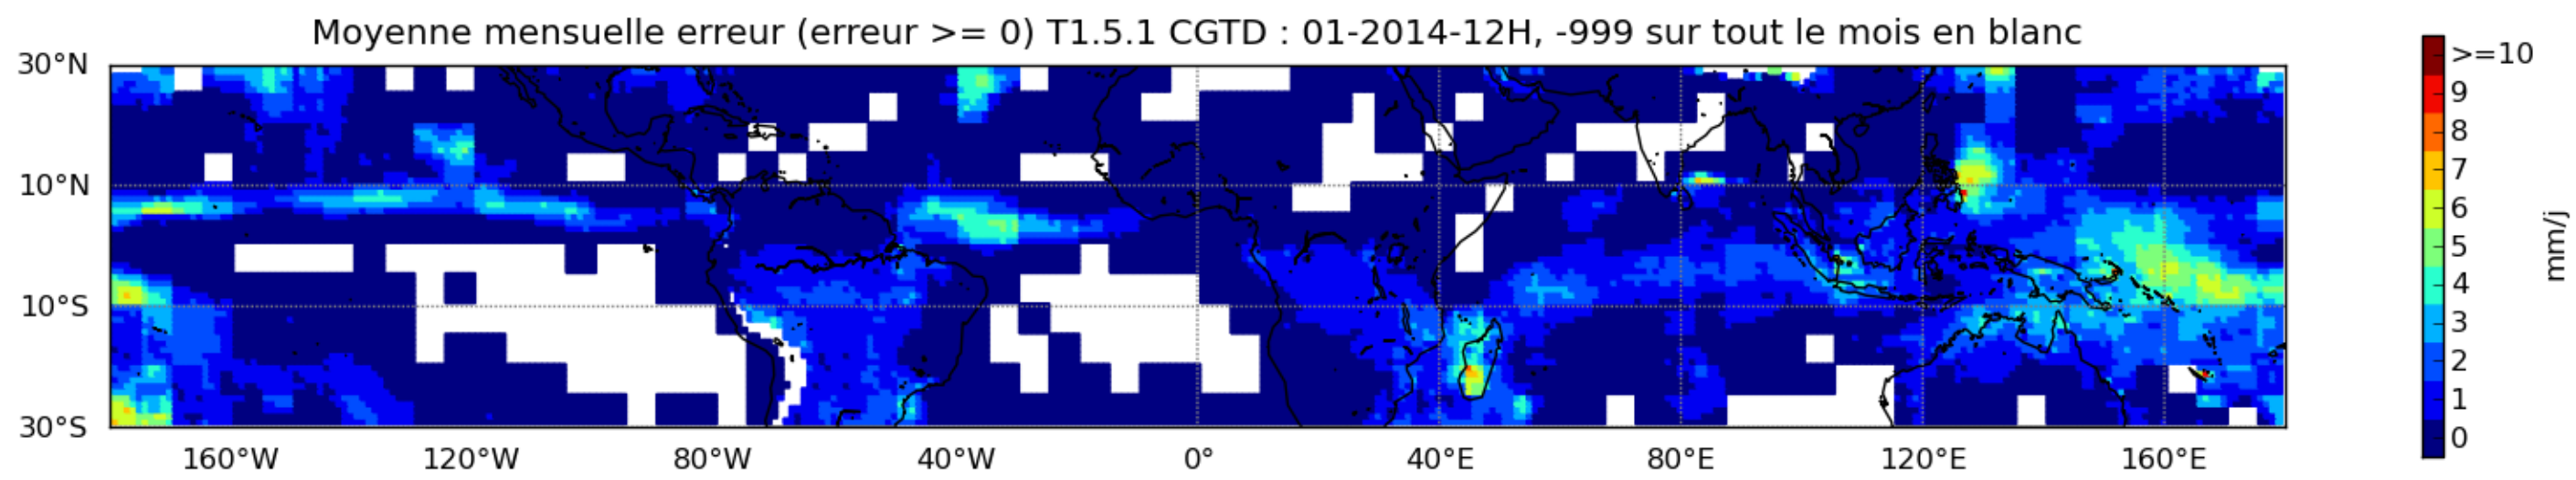 Moyenne mensuelle erreur (erreur >= 0) T1.5.1 CGTD : 01-2014-12H, -999 sur tout le mois en blanc
30°N
10°N
10°S
30°S
160°W 120°W 80°W 40°W 0° 40°E 80°E 120°E 160°E
>=10
9
8
7
6
5
4
3
2
1
0
mm/j